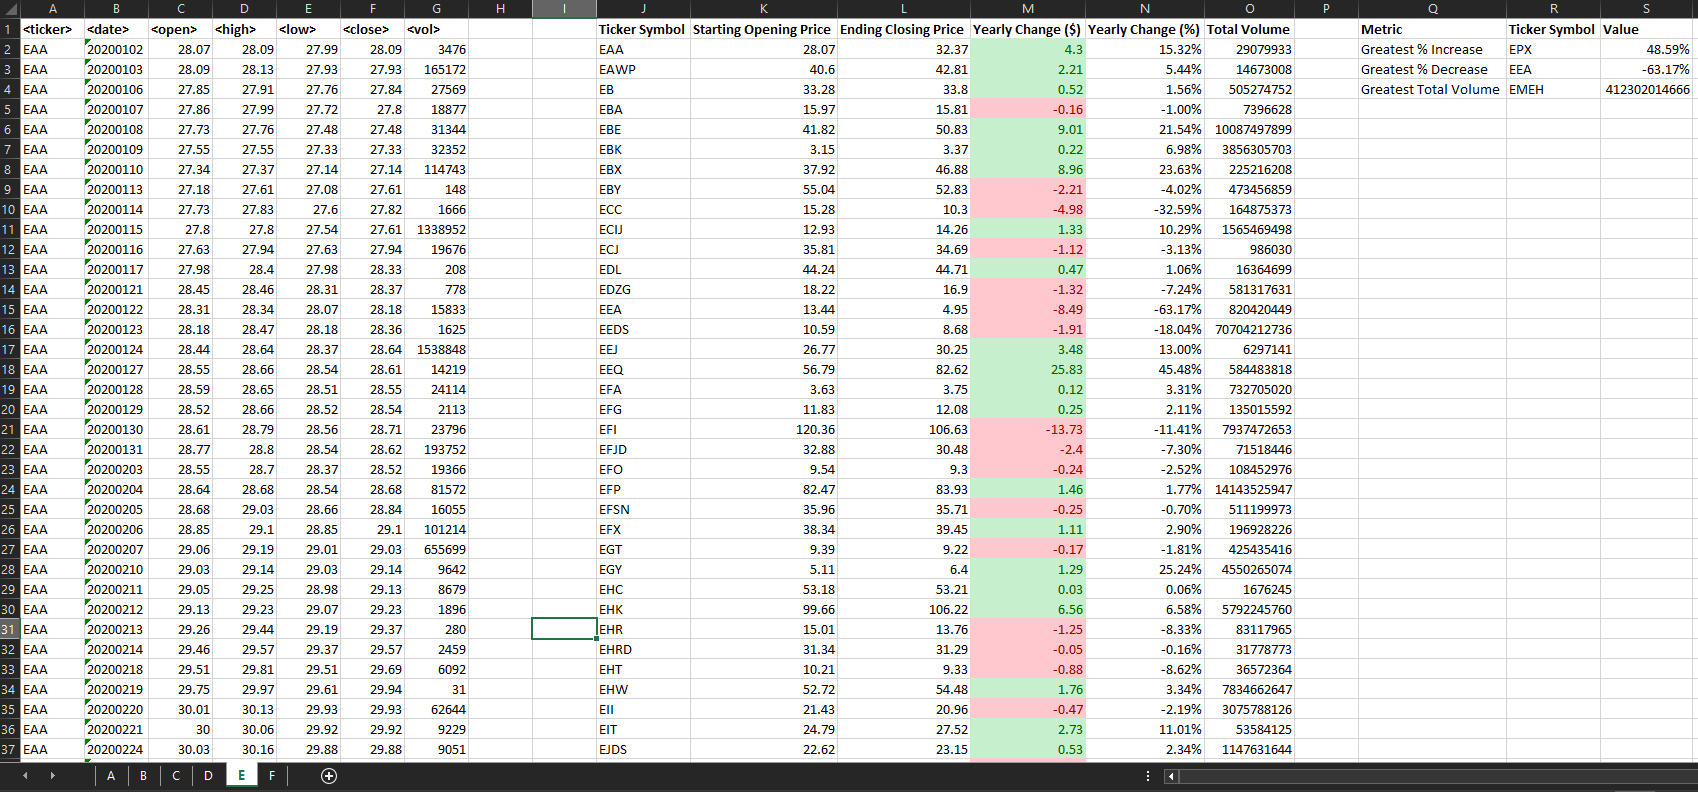 A B C D E F G H I J K L M N O P Q R S
1 <ticker> <date> <open> <high> <low> <close> <vol> Ticker Symbol Starting Opening Price Ending Closing Price Yearly Change ($) Yearly Change (%) Total Volume Metric Ticker Symbol Value
2 EAA 20200102 28.07 28.09 27.99 28.09 3476 EAA 28.07 32.37 4.3 15.32% 29079933 Greatest % Increase EPX 48.59%
3 EAA 20200103 28.09 28.13 27.93 27.93 165172 EAWP 40.6 42.81 2.21 5.44% 14673008 Greatest % Decrease EEA -63.17%
4 EAA 20200106 27.85 27.91 27.76 27.84 27569 EB 33.28 33.8 0.52 1.56% 505274752 Greatest Total Volume EMEH 412302014666
5 EAA 20200107 27.86 27.99 27.72 27.8 18877 EBA 15.97 15.81 -0.16 -1.00% 7396628
6 EAA 20200108 27.73 27.76 27.48 27.48 31344 EBE 41.82 50.83 9.01 21.54% 10087497899
7 EAA 20200109 27.55 27.55 27.33 27.33 32352 EBK 3.15 3.37 0.22 6.98% 3856305703
8 EAA 20200110 27.34 27.37 27.14 27.14 114743 EBX 37.92 46.88 8.96 23.63% 225216208
9 EAA 20200113 27.18 27.61 27.08 27.61 148 EBY 55.04 52.83 -2.21 -4.02% 473456859
10 EAA 20200114 27.73 27.83 27.6 27.82 1666 ECC 15.28 10.3 -4.98 -32.59% 164875373
11 EAA 20200115 27.8 27.8 27.54 27.61 1338952 ECIJ 12.93 14.26 1.33 10.29% 1565469498
12 EAA 20200116 27.63 27.94 27.63 27.94 19676 ECJ 35.81 34.69 -1.12 -3.13% 986030
13 EAA 20200117 27.98 28.4 27.98 28.33 208 EDL 44.24 44.71 0.47 1.06% 16364699
14 EAA 20200121 28.45 28.46 28.31 28.37 778 EDZG 18.22 16.9 -1.32 -7.24% 581317631
15 EAA 20200122 28.31 28.34 28.07 28.18 15833 EEA 13.44 4.95 -8.49 -63.17% 820420449
16 EAA 20200123 28.18 28.47 28.18 28.36 1625 EEDS 10.59 8.68 -1.91 -18.04% 70704212736
17 EAA 20200124 28.44 28.64 28.37 28.64 1538848 EEJ 26.77 30.25 3.48 13.00% 6297141
18 EAA 20200127 28.55 28.66 28.54 28.61 14219 EEQ 56.79 82.62 25.83 45.48% 584483818
19 EAA 20200128 28.59 28.65 28.51 28.55 24114 EFA 3.63 3.75 0.12 3.31% 732705020
20 EAA 20200129 28.52 28.66 28.52 28.54 2113 EFG 11.83 12.08 0.25 2.11% 135015592
21 EAA 20200130 28.61 28.79 28.56 28.71 23796 EFI 120.36 106.63 -13.73 -11.41% 7937472653
22 EAA 20200131 28.77 28.8 28.54 28.62 193752 EFJD 32.88 30.48 -2.4 -7.30% 71518446
23 EAA 20200203 28.55 28.7 28.37 28.52 19366 EFO 9.54 9.3 -0.24 -2.52% 108452976
24 EAA 20200204 28.64 28.68 28.54 28.68 81572 EFP 82.47 83.93 1.46 1.77% 14143525947
25 EAA 20200205 28.68 29.03 28.66 28.84 16055 EFSN 35.96 35.71 -0.25 -0.70% 511199973
26 EAA 20200206 28.85 29.1 28.85 29.1 101214 EFX 38.34 39.45 1.11 2.90% 196928226
27 EAA 20200207 29.06 29.19 29.01 29.03 655699 EGT 9.39 9.22 -0.17 -1.81% 425435416
28 EAA 20200210 29.03 29.14 29.03 29.14 9642 EGY 5.11 6.4 1.29 25.24% 4550265074
29 EAA 20200211 29.05 29.25 28.98 29.13 8679 EHC 53.18 53.21 0.03 0.06% 1676245
30 EAA 20200212 29.13 29.23 29.07 29.23 1896 EHK 99.66 106.22 6.56 6.58% 5792245760
31 EAA 20200213 29.26 29.44 29.19 29.37 280 EHR 15.01 13.76 -1.25 -8.33% 83117965
32 EAA 20200214 29.46 29.57 29.37 29.57 2459 EHRD 31.34 31.29 -0.05 -0.16% 31778773
33 EAA 20200218 29.51 29.81 29.51 29.69 6092 EHT 10.21 9.33 -0.88 -8.62% 36572364
34 EAA 20200219 29.75 29.97 29.61 29.94 31 EHW 52.72 54.48 1.76 3.34% 7834662647
35 EAA 20200220 30.01 30.13 29.93 29.93 62644 EII 21.43 20.96 -0.47 -2.19% 3075788126
36 EAA 20200221 30 30.06 29.92 29.92 9229 EIT 24.79 27.52 2.73 11.01% 53584125
37 EAA 20200224 30.03 30.16 29.88 29.88 9051 EJDS 22.62 23.15 0.53 2.34% 1147631644
A B C D E F